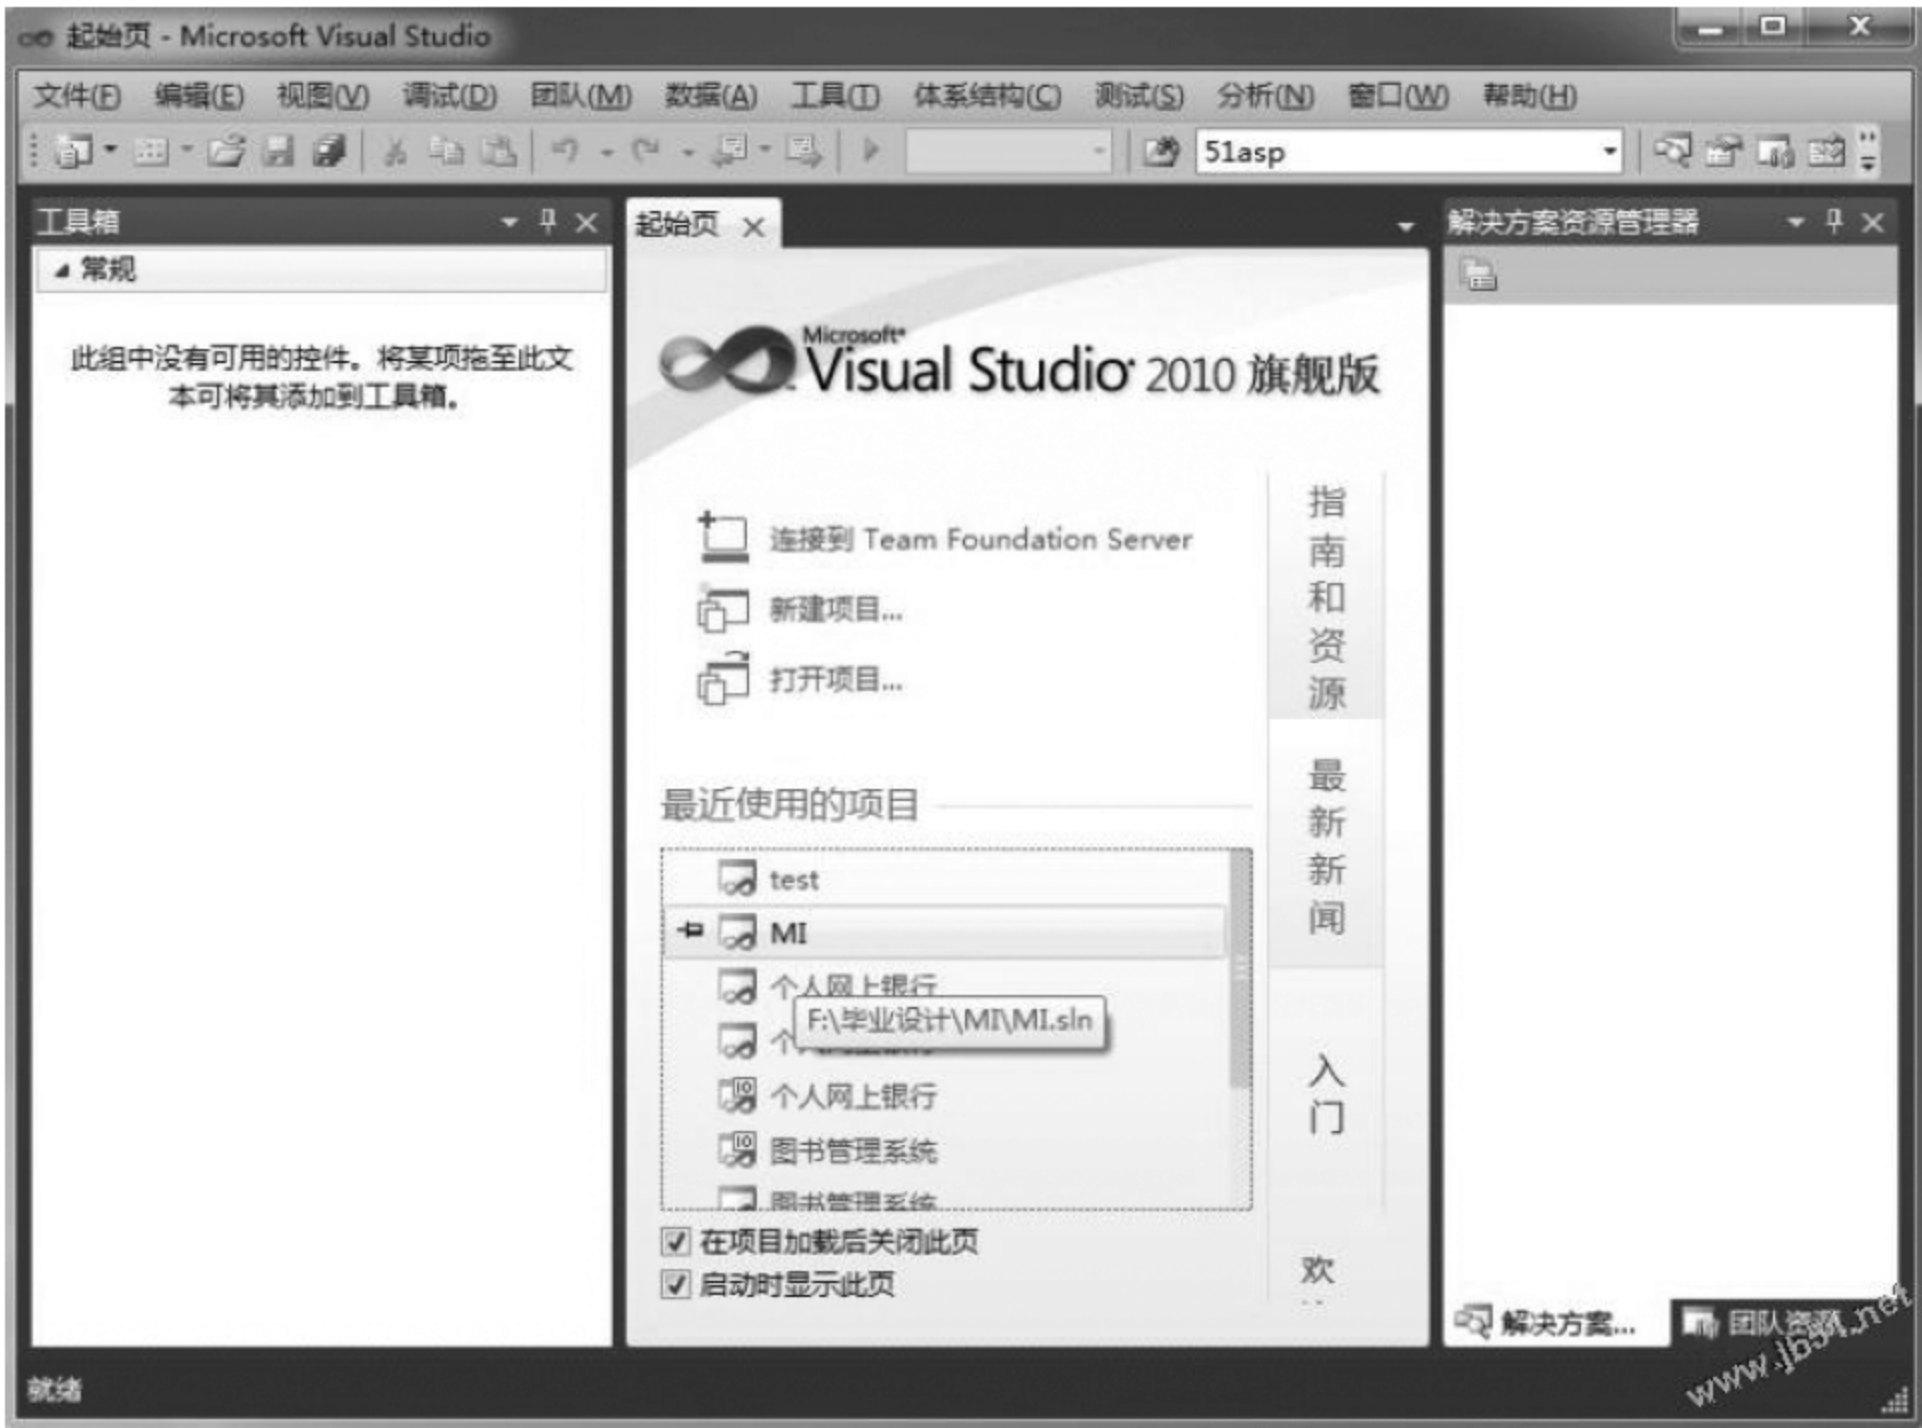 起始页 - Microsoft Visual Studio
文件(F) 编辑(E) 视图(V) 调试(D) 团队(M) 数据(A) 工具(T) 体系结构(C) 测试(S) 分析(N) 窗口(W) 帮助(H)
51asp
工具箱
常规
此组中没有可用的控件。将某项拖至此文
本可将其添加到工具箱。
起始页
Microsoft
Visual Studio 2010 旗舰版
连接到 Team Foundation Server
新建项目...
打开项目...
最近使用的项目
test
MI
个人网上银行
F:\毕业设计\MI\MI.sln
个人网上银行
图书管理系统
图书管理系统
在项目加载后关闭此页
启动时显示此页
指南和资源
最新新闻
入门
欢
解决方案资源管理器
解决方案...
团队资源...
www.jb51.net
就绪